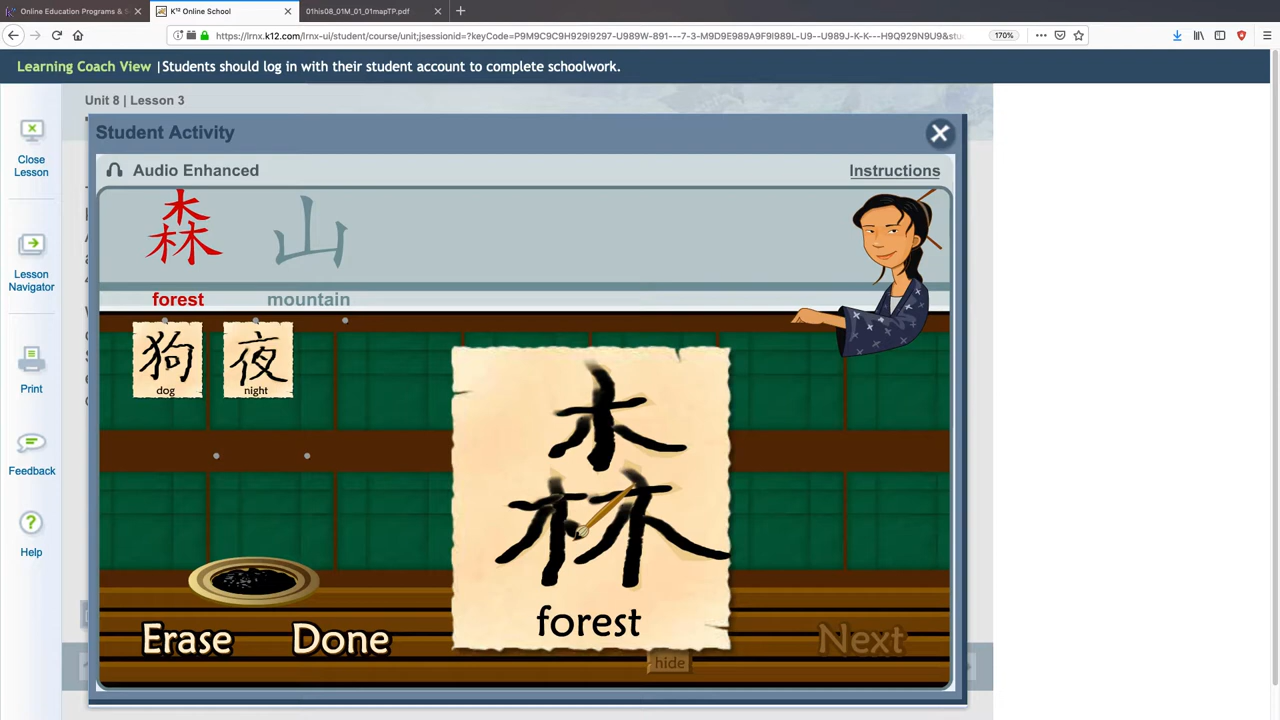 Online Education Programs & S
K¹² Online School
01his08_01M_01_01mapTP.pdf
https://lrnx.k12.com/lrnx-ui/student/course/unit;jsessionid=?keyCode=P9M9C9C9H929I9297-U989W-891---7-3-M9D9E989A9F9I989L-U9--U989J-K-K---H9Q929N9U9&stu
170%
Learning Coach View | Students should log in with their student account to complete schoolwork.
Unit 8 | Lesson 3
Student Activity
Audio Enhanced
Instructions
Close Lesson
Lesson Navigator
Print
Feedback
Help
森 山
forest mountain
狗 夜
dog night
森
forest
hide
Erase Done Next